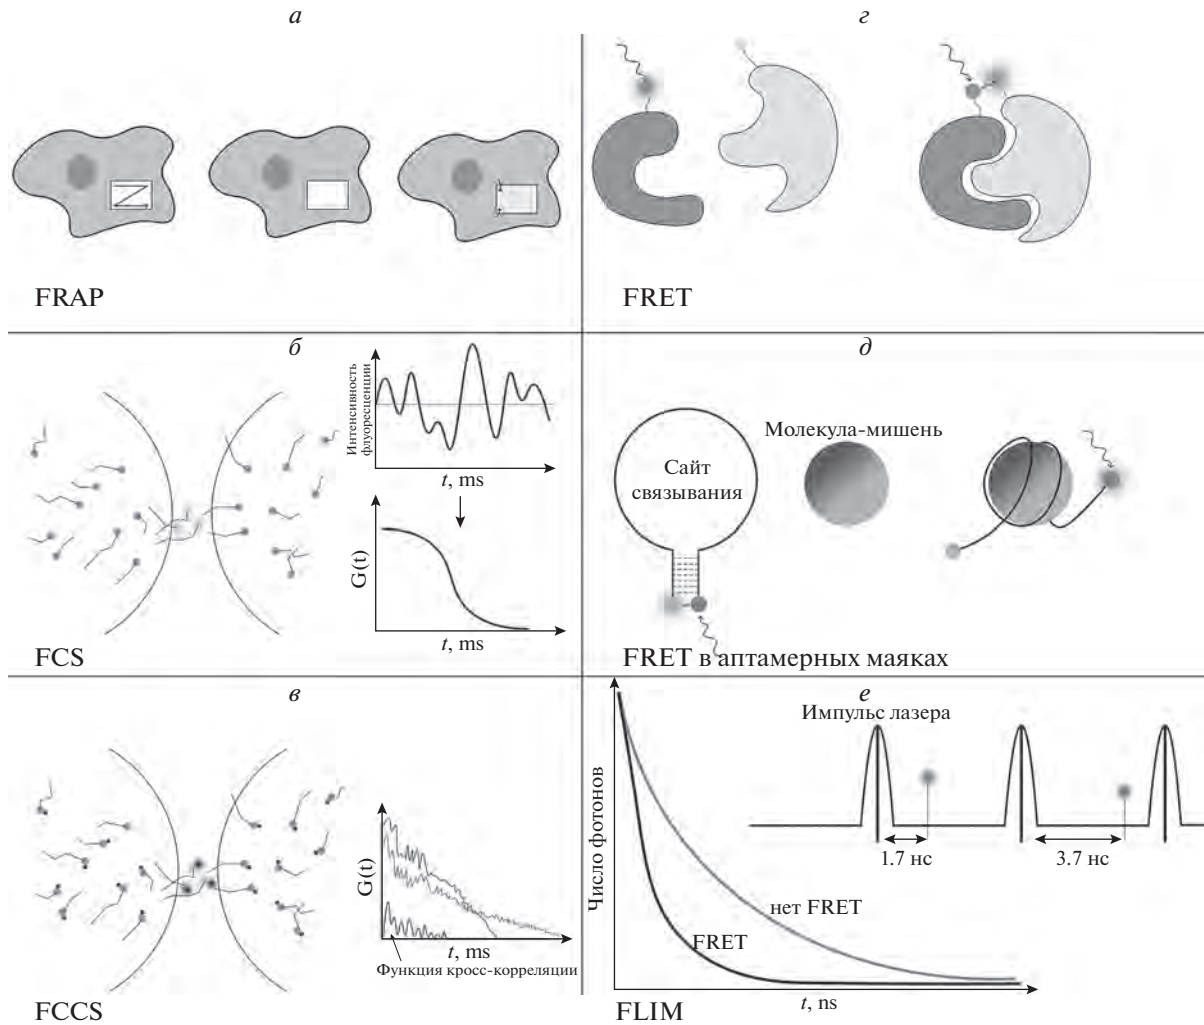 а
FRAP
г
FRET
б
Интенсивность
флуоресценции
t, ms
G(t)
t, ms
FCS
д
Сайт
связывания
Молекула-мишень
FRET в аптамерных маяках
в
G(t)
t, ms
Функция кросс-корреляции
FCCS
е
Импульс лазера
Число фотонов
1.7 нс
3.7 нс
нет FRET
FRET
t, ns
FLIM